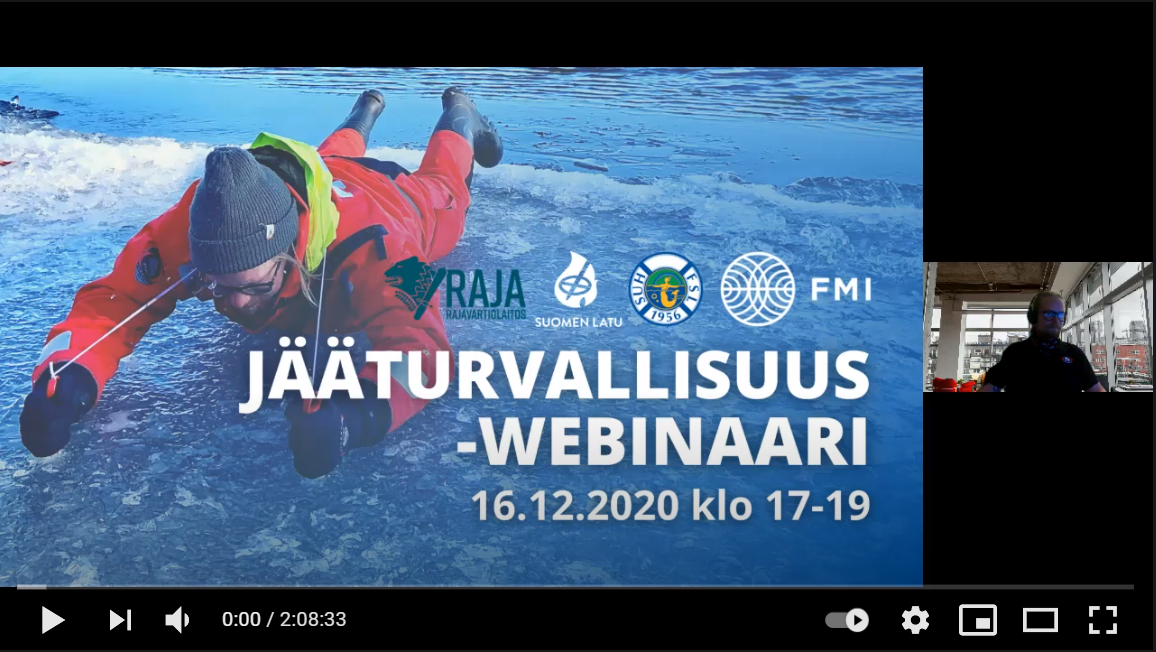 RAJA
RAJAVARTIOLAITOS
SUOMEN LATU
SUH FSL
1956
FMI
JÄÄTURVALLISUUS
-WEBINAARI
16.12.2020 klo 17-19
0:00 / 2:08:33